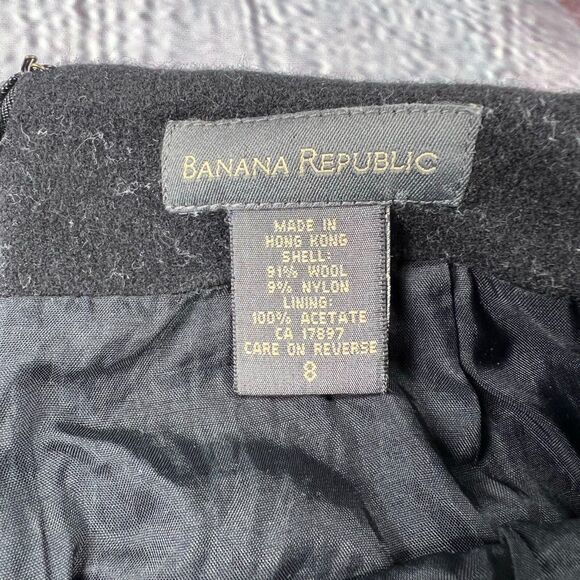 BANANA REPUBLIC
MADE IN
HONG KONG
SHELL:
91% WOOL
9% NYLON
LINING:
100% ACETATE
CA 17897
CARE ON REVERSE
8